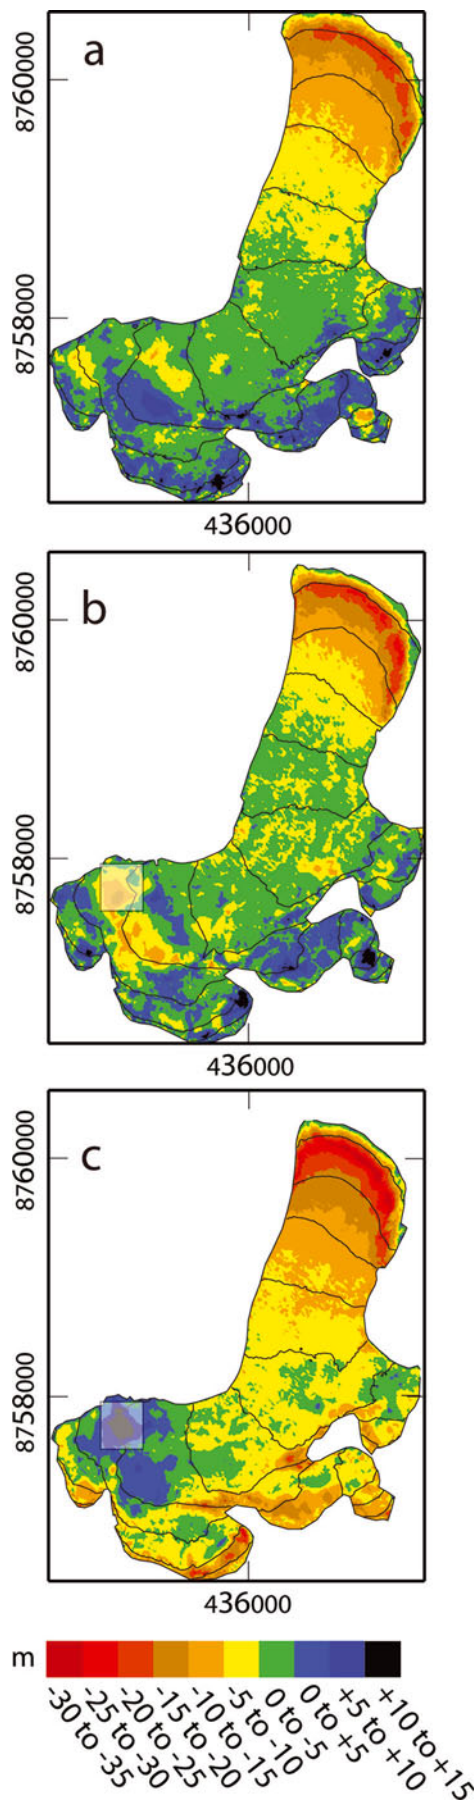 a
8760000
8758000
436000
b
8760000
8758000
436000
c
8760000
8758000
436000
m
-30 to -35
-25 to -30
-20 to -25
-15 to -20
-10 to -15
-5 to -10
0 to -5
0 to +5
+5 to +10
+10 to +15